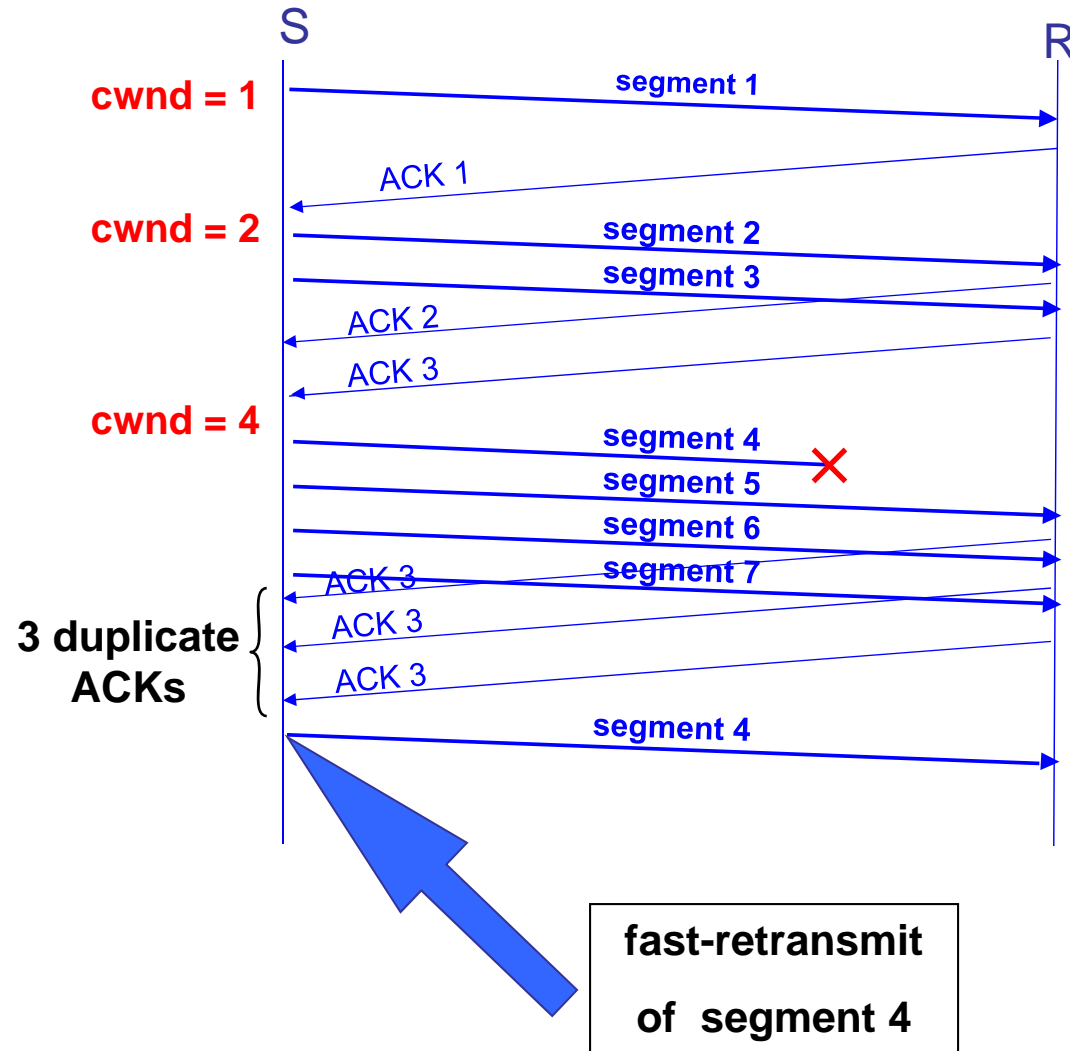 S
R
cwnd = 1
segment 1
ACK 1
cwnd = 2
segment 2
segment 3
ACK 2
ACK 3
cwnd = 4
segment 4
segment 5
segment 6
segment 7
ACK 3
3 duplicate
ACKs
ACK 3
ACK 3
segment 4
fast-retransmit
of segment 4